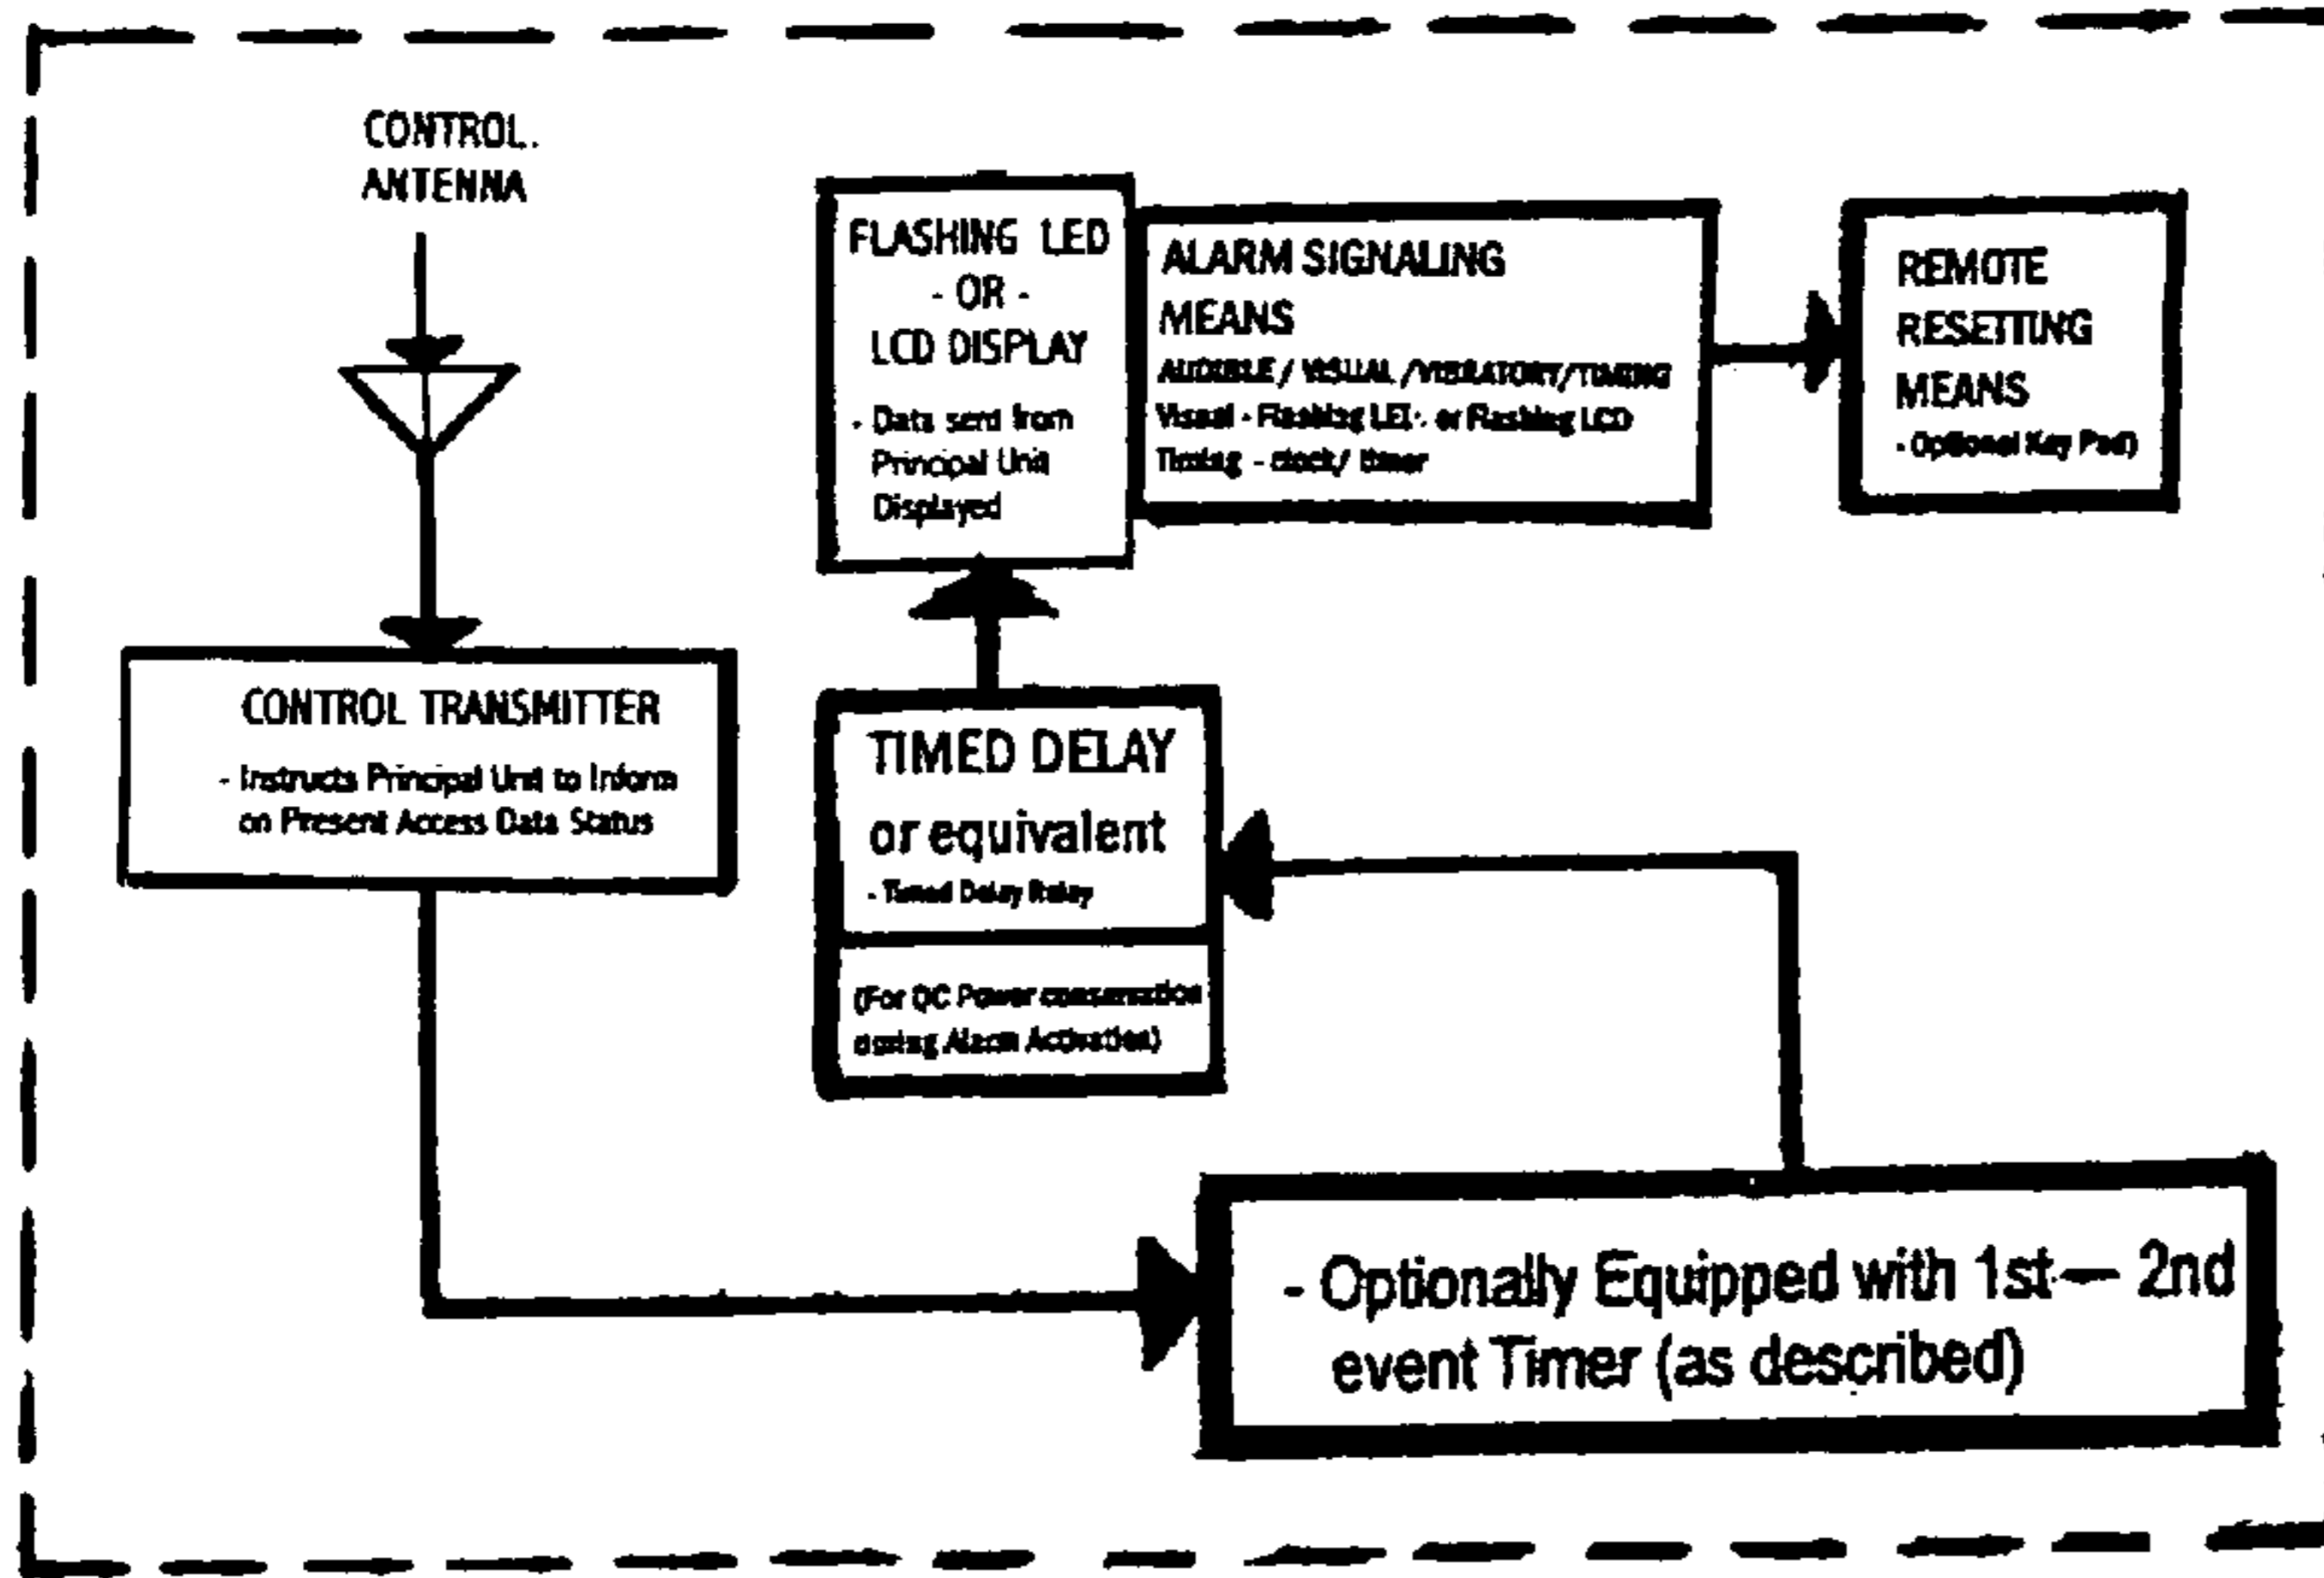 CONTROL.
ANTENNA
FLASHING LED
- OR -
LCD DISPLAY
- Data sent from
Principal Unit
Displayed
ALARM SIGNALING
MEANS
AUDIBLE / VISUAL / VIBRATORY/TIMING
Visual - Flashing LED or Flashing LCD
Timing - clock/ timer
REMOTE
RESETTING
MEANS
- Optional Key Pad)
CONTROL TRANSMITTER
- Instructs Principal Unit to Inform
on Present Access Data Status
TIMED DELAY
or equivalent
- Timed Delay Relay
(For DC Power conservation
during Alarm Activation)
- Optionally Equipped with 1st — 2nd
event Timer (as described)